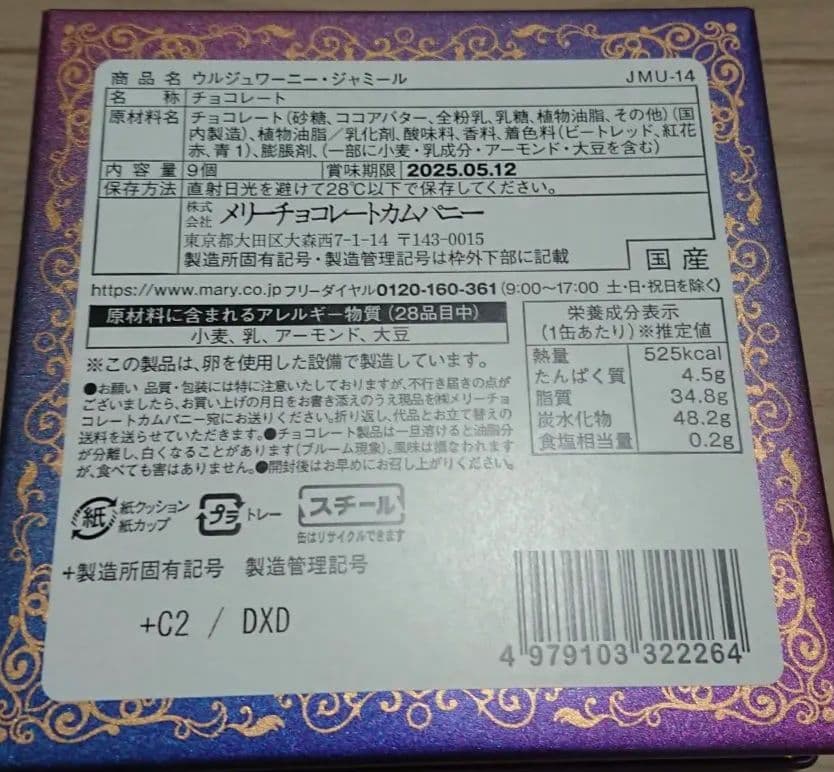 商品名 ウルジュワーニー・ジャミール JMU-14
名称 チョコレート
原材料名 チョコレート(砂糖、ココアバター、全粉乳、乳糖、植物油脂、その他)(国
内製造)、植物油脂／乳化剤、酸味料、香料、着色料(ビートレッド、紅花
赤、青1)、膨脹剤、(一部に小麦・乳成分・アーモンド・大豆を含む)
内容量 9個 賞味期限 2025.05.12
保存方法 直射日光を避けて28℃以下で保存してください。
株式会社 メリーチョコレートカムパニー
東京都大田区大森西7-1-14 〒143-0015
製造所固有記号・製造管理記号は枠外下部に記載
国産
https://www.mary.co.jp フリーダイヤル0120-160-361(9:00〜17:00 土・日・祝日を除く)
原材料に含まれるアレルギー物質(28品目中)
小麦、乳、アーモンド、大豆
※この製品は、卵を使用した設備で製造しています。
●お願い 品質・包装には特に注意いたしておりますが、不行き届きの点が
ございましたら、お買い上げの月日をお書き添えのうえ現品を㈱メリーチョ
コレートカムパニー宛にお送りください。折り返し、代品とお立て替えの
送料を送らせていただきます。●チョコレート製品は一旦溶けると油脂分
が分離し、白くなることがあります(ブルーム現象)。風味は損なわれます
が、食べても害はありません。●開封後はお早めにお召し上がりください。
栄養成分表示
(1缶あたり)※推定値
熱量 525kcal
たんぱく質 4.5g
脂質 34.8g
炭水化物 48.2g
食塩相当量 0.2g
紙 紙クッション
紙カップ
プラ トレー
スチール
缶はリサイクルできます
+製造所固有記号 製造管理記号
+C2 / DXD
4 979103 322264